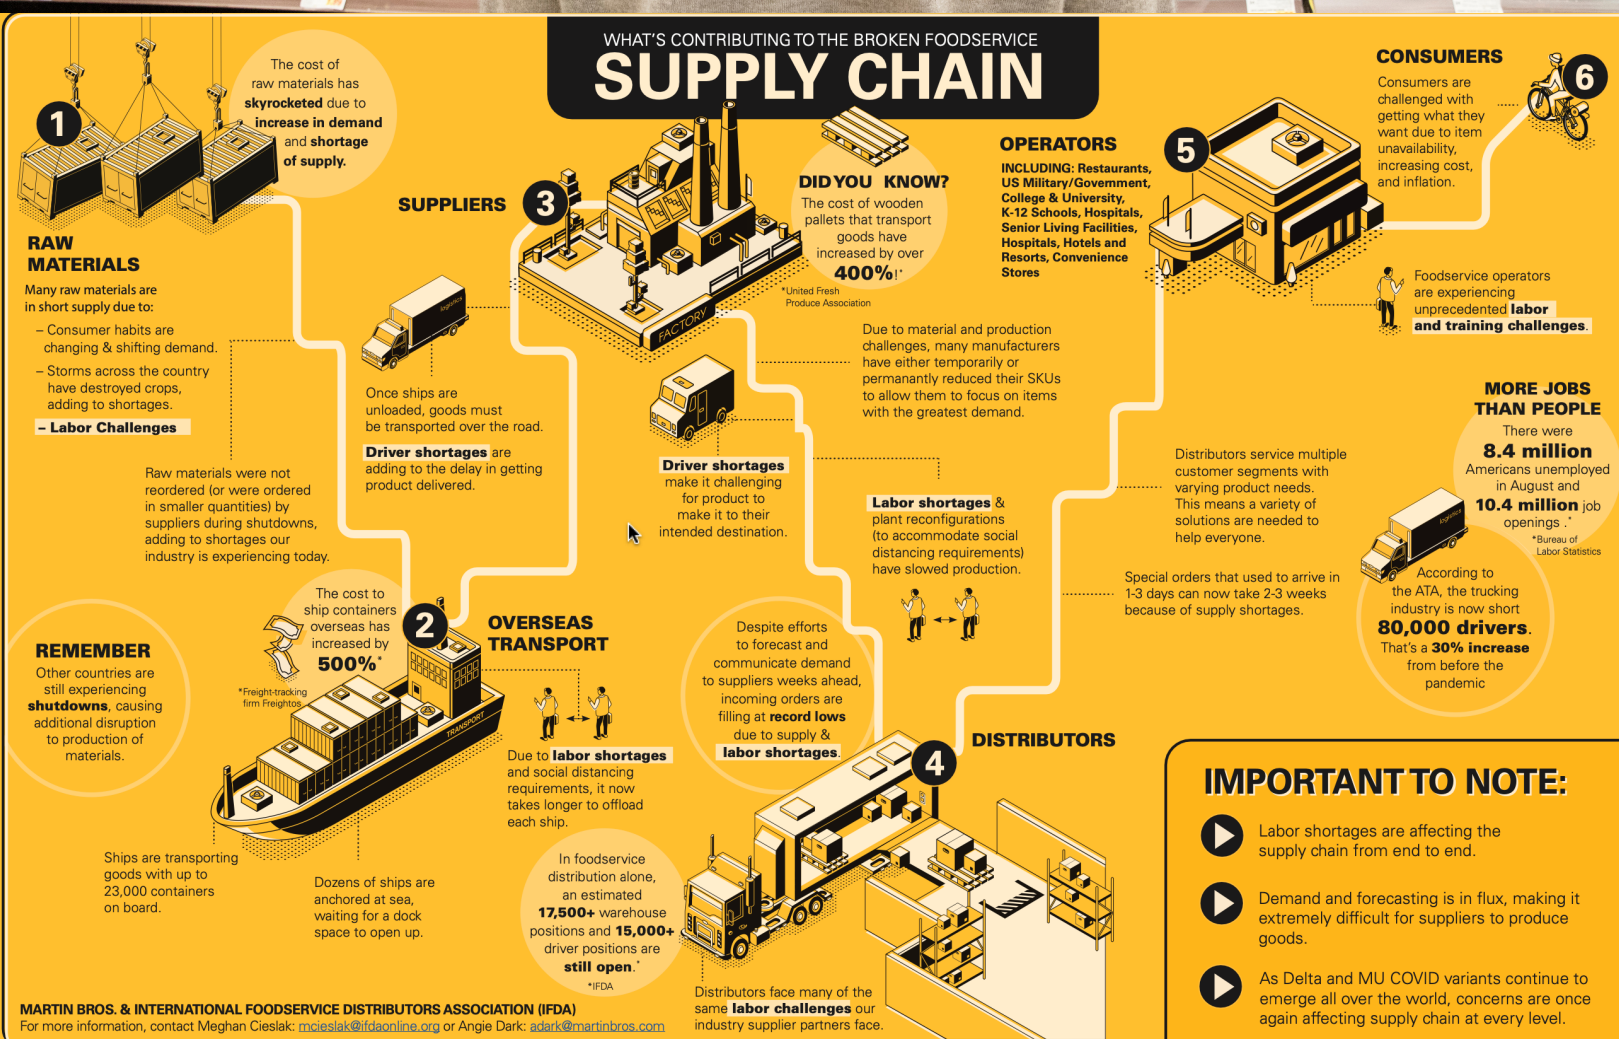 WHAT'S CONTRIBUTING TO THE BROKEN FOODSERVICE
SUPPLY CHAIN
1
The cost of
raw materials has
skyrocketed due to
increase in demand
and shortage
of supply.
RAW
MATERIALS
Many raw materials are
in short supply due to:
– Consumer habits are
changing & shifting demand.
– Storms across the country
have destroyed crops,
adding to shortages.
– Labor Challenges
Raw materials were not
reordered (or were ordered
in smaller quantities) by
suppliers during shutdowns,
adding to shortages our
industry is experiencing today.
REMEMBER
Other countries are
still experiencing
shutdowns, causing
additional disruption
to production of
materials.
The cost to
ship containers
overseas has
increased by
500%*
*Freight-tracking
firm Freightos
2
OVERSEAS
TRANSPORT
TRANSPORT
Due to labor shortages
and social distancing
requirements, it now
takes longer to offload
each ship.
Ships are transporting
goods with up to
23,000 containers
on board.
Dozens of ships are
anchored at sea,
waiting for a dock
space to open up.
SUPPLIERS
3
logistics
Once ships are
unloaded, goods must
be transported over the road.
Driver shortages are
adding to the delay in getting
product delivered.
FACTORY
DID YOU KNOW?
The cost of wooden
pallets that transport
goods have
increased by over
400%!*
*United Fresh
Produce Association
Due to material and production
challenges, many manufacturers
have either temporarily or
permanantly reduced their SKUs
to allow them to focus on items
with the greatest demand.
Driver shortages
make it challenging
for product to
make it to their
intended destination.
Labor shortages &
plant reconfigurations
(to accommodate social
distancing requirements)
have slowed production.
Despite efforts
to forecast and
communicate demand
to suppliers weeks ahead,
incoming orders are
filling at record lows
due to supply &
labor shortages.
4
DISTRIBUTORS
In foodservice
distribution alone,
an estimated
17,500+ warehouse
positions and 15,000+
driver positions are
still open.*
*IFDA
Distributors face many of the
same labor challenges our
industry supplier partners face.
Distributors service multiple
customer segments with
varying product needs.
This means a variety of
solutions are needed to
help everyone.
Special orders that used to arrive in
1-3 days can now take 2-3 weeks
because of supply shortages.
OPERATORS
INCLUDING: Restaurants,
US Military/Government,
College & University,
K-12 Schools, Hospitals,
Senior Living Facilities,
Hospitals, Hotels and
Resorts, Convenience
Stores
5
Foodservice operators
are experiencing
unprecedented labor
and training challenges.
CONSUMERS
Consumers are
challenged with
getting what they
want due to item
unavailability,
increasing cost,
and inflation.
6
MORE JOBS
THAN PEOPLE
There were
8.4 million
Americans unemployed
in August and
10.4 million job
openings .*
*Bureau of
Labor Statistics
logistics
According to
the ATA, the trucking
industry is now short
80,000 drivers.
That's a 30% increase
from before the
pandemic
IMPORTANT TO NOTE:
Labor shortages are affecting the
supply chain from end to end.
Demand and forecasting is in flux, making it
extremely difficult for suppliers to produce
goods.
As Delta and MU COVID variants continue to
emerge all over the world, concerns are once
again affecting supply chain at every level.
MARTIN BROS. & INTERNATIONAL FOODSERVICE DISTRIBUTORS ASSOCIATION (IFDA)
For more information, contact Meghan Cieslak: mcieslak@ifdaonline.org or Angie Dark: adark@martinbros.com